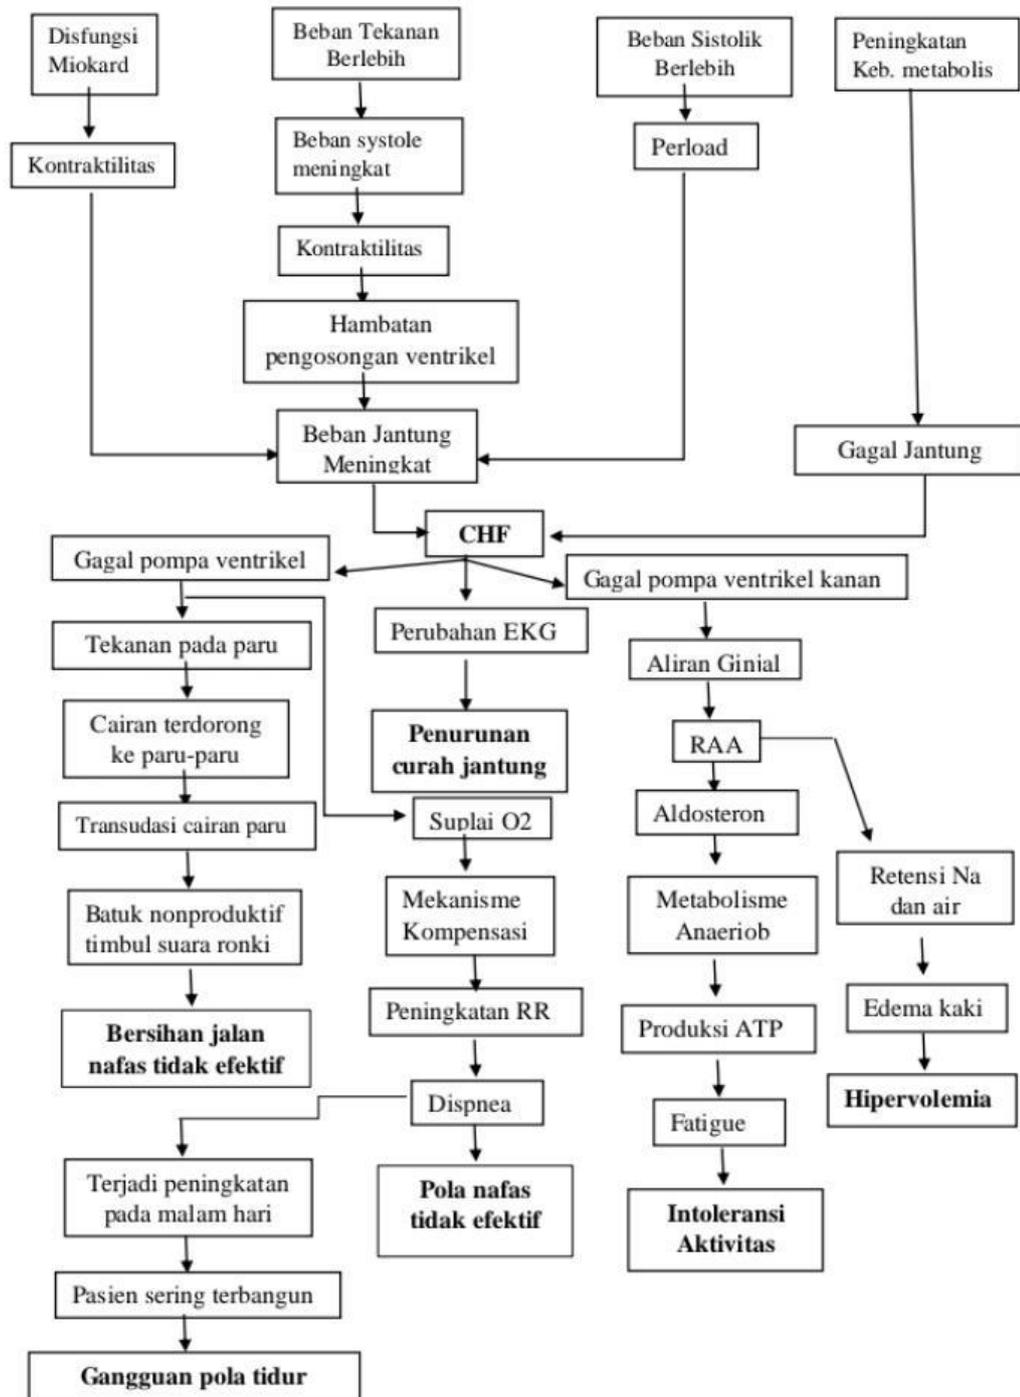 Disfungsi
Miokard
Beban Tekanan
Berlebih
Beban Sistolik
Berlebih
Peningkatan
Keb. metabolis
Kontraktilitas
Beban systole
meningkat
Perload
Kontraktilitas
Hambatan
pengosongan ventrikel
Beban Jantung
Meningkat
Gagal Jantung
CHF
Gagal pompa ventrikel
Gagal pompa ventrikel kanan
Tekanan pada paru
Perubahan EKG
Aliran Ginial
Cairan terdorong
ke paru-paru
Penurunan
curah jantung
RAA
Transudasi cairan paru
Suplai O2
Aldosteron
Retensi Na
dan air
Batuk nonproduktif
timbul suara ronki
Mekanisme
Kompensasi
Metabolisme
Anaeriob
Bersihan jalan
nafas tidak efektif
Peningkatan RR
Produksi ATP
Edema kaki
Dispnea
Fatigue
Hipervolemia
Terjadi peningkatan
pada malam hari
Pola nafas
tidak efektif
Intoleransi
Aktivitas
Pasien sering terbangun
Gangguan pola tidur